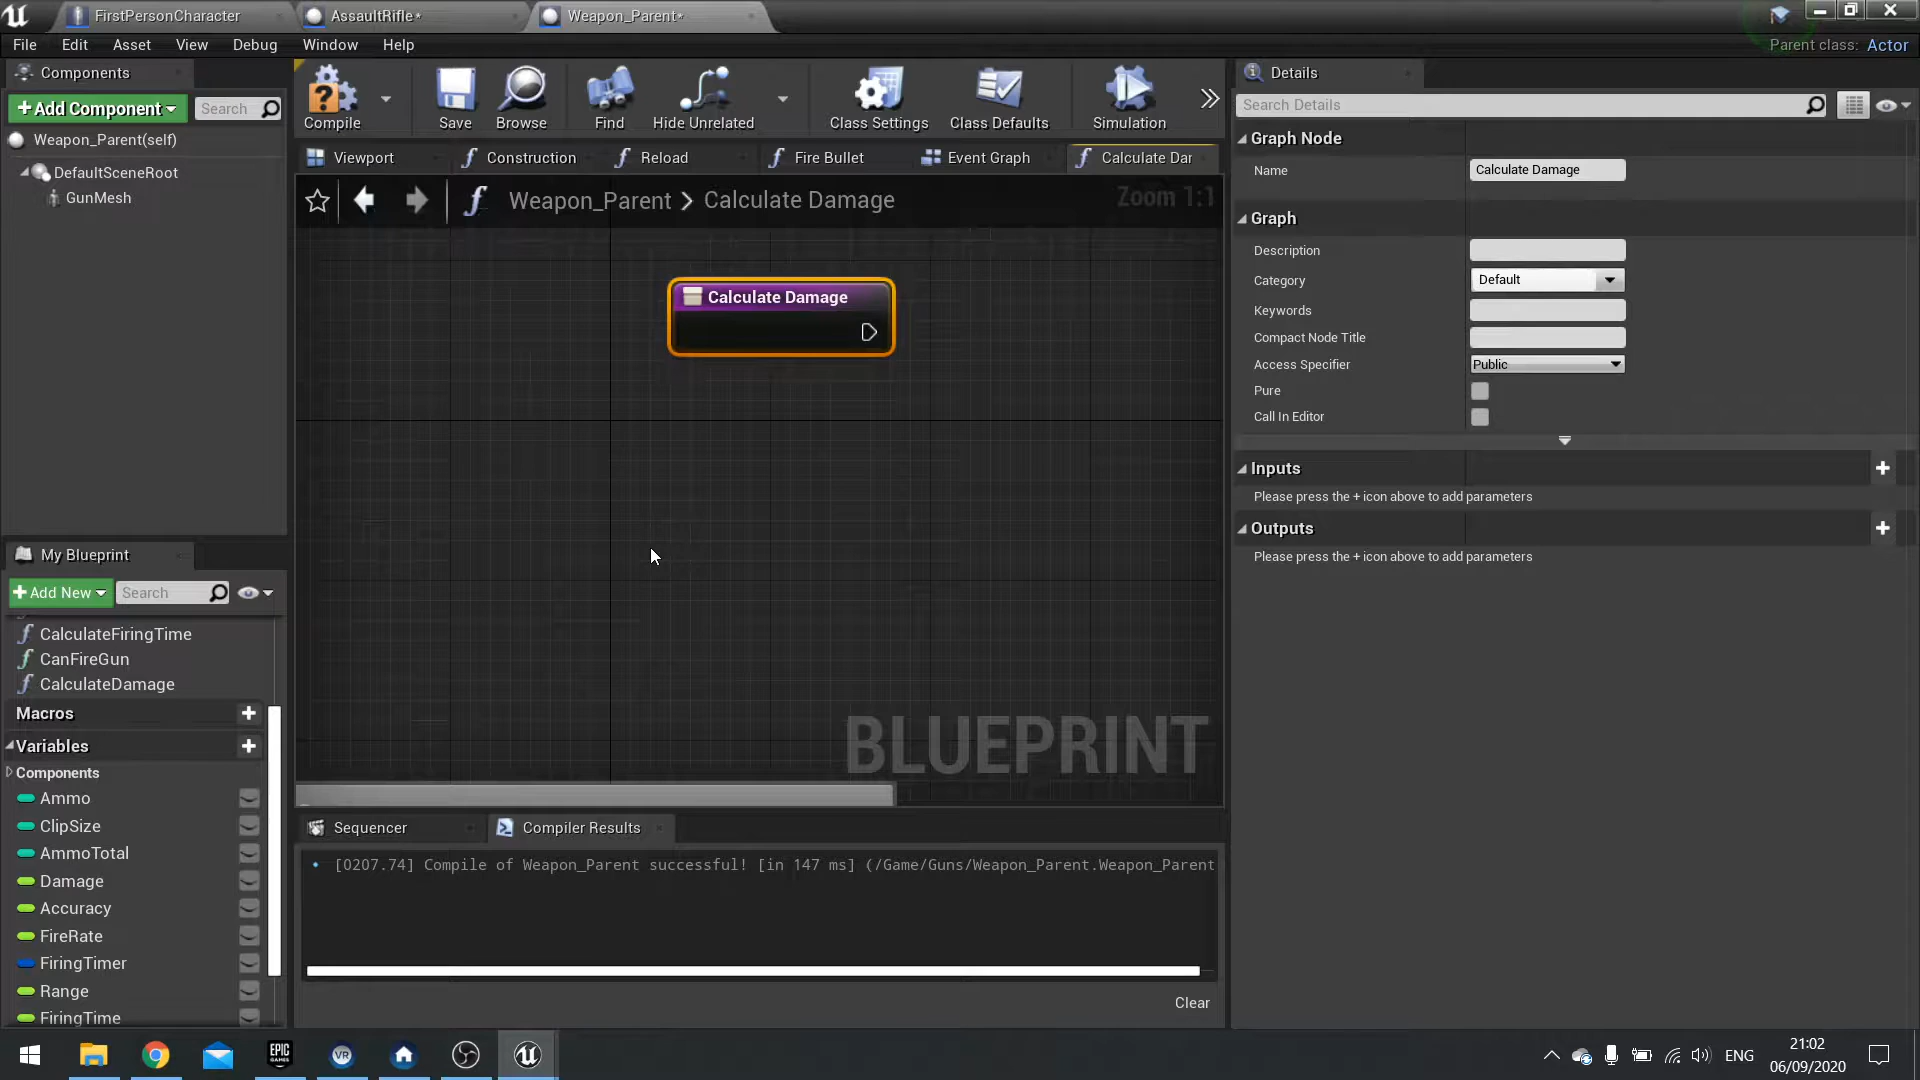 FirstPersonCharacter
AssaultRifle*
Weapon_Parent*
File Edit Asset View Debug Window Help
Parent class: Actor
Components
+Add Component
Search
Weapon_Parent(self)
DefaultSceneRoot
GunMesh
Compile
Save
Browse
Find
Hide Unrelated
Class Settings
Class Defaults
Simulation
Viewport
Construction
Reload
Fire Bullet
Event Graph
Calculate Dar
Weapon_Parent > Calculate Damage
Zoom 1:1
Calculate Damage
BLUEPRINT
My Blueprint
+Add New
Search
CalculateFiringTime
CanFireGun
CalculateDamage
Macros
Variables
Components
Ammo
ClipSize
AmmoTotal
Damage
Accuracy
FireRate
FiringTimer
Range
FiringTime
Sequencer
Compiler Results
[0207.74] Compile of Weapon_Parent successful! [in 147 ms] (/Game/Guns/Weapon_Parent.Weapon_Parent
Clear
Details
Search Details
Graph Node
Name Calculate Damage
Graph
Description
Category Default
Keywords
Compact Node Title
Access Specifier Public
Pure
Call In Editor
Inputs
Please press the + icon above to add parameters
Outputs
Please press the + icon above to add parameters
EPIC GAMES
VR
ENG
21:02
06/09/2020